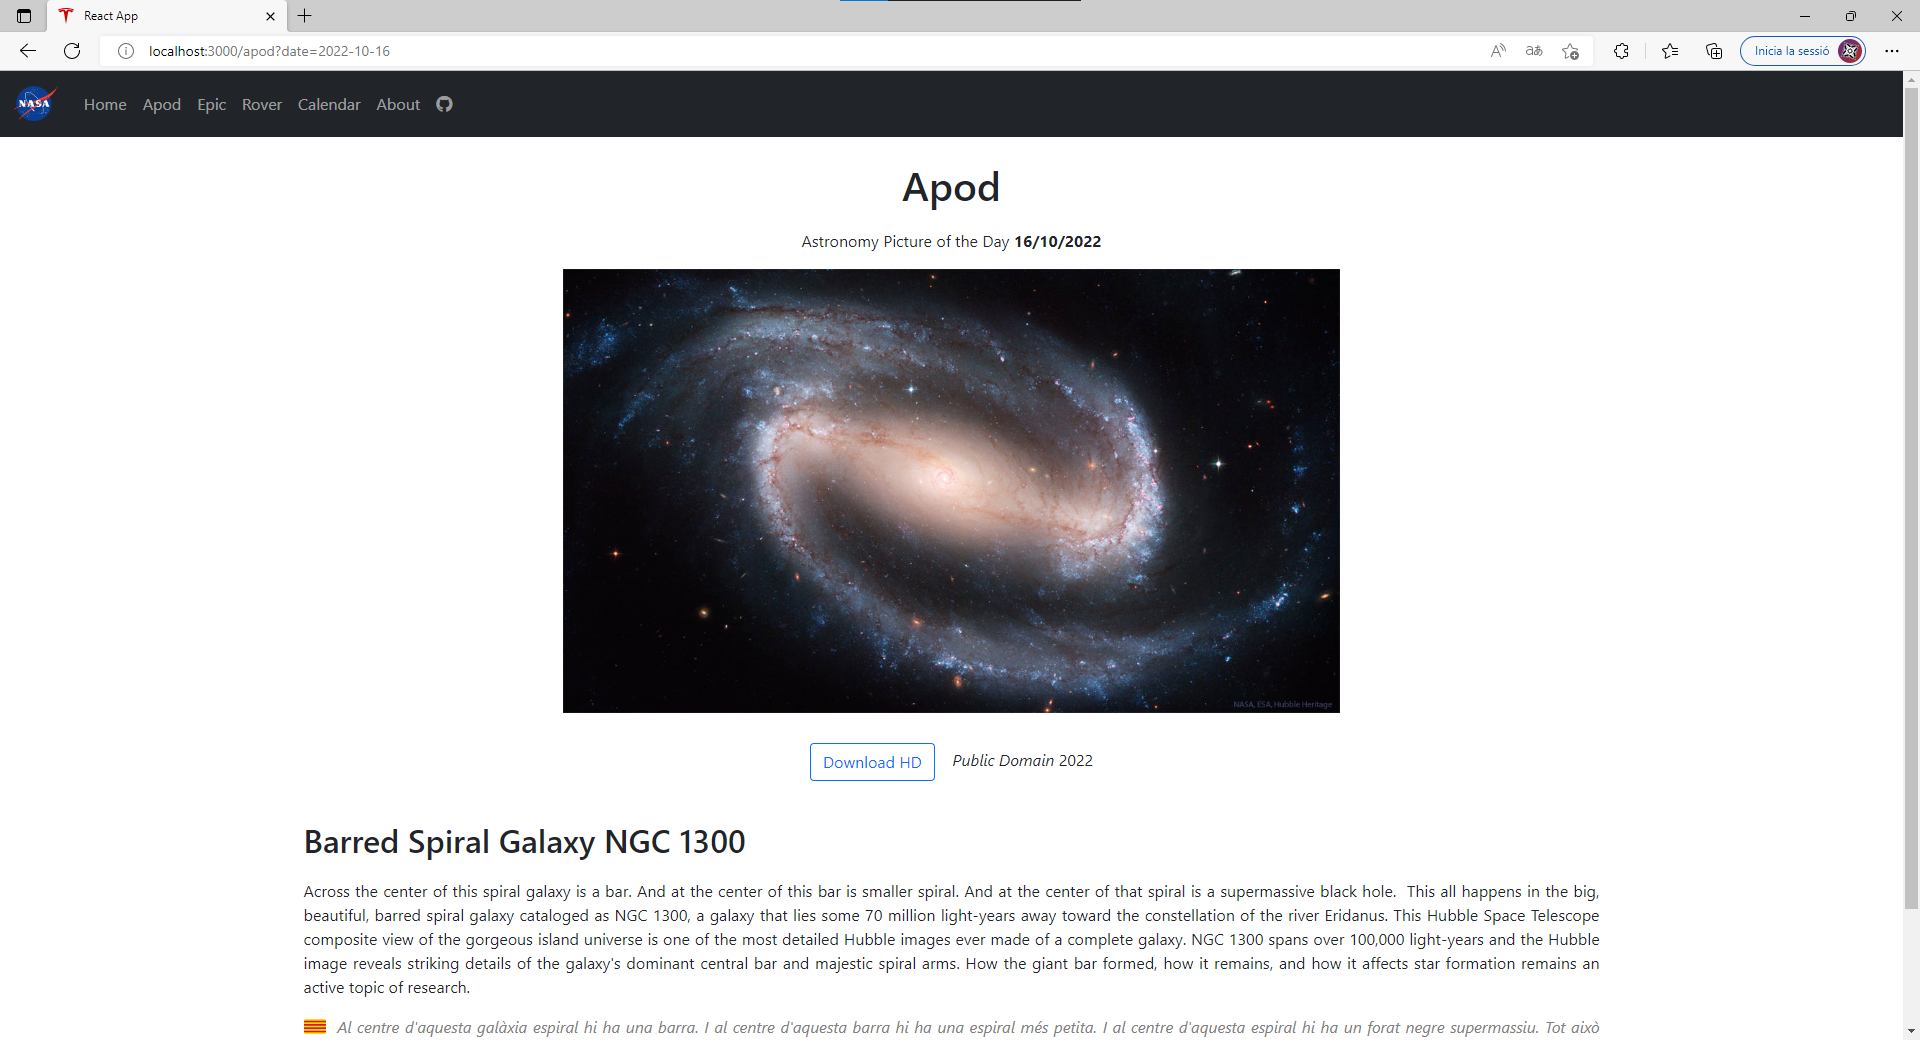 React App
localhost:3000/apod?date=2022-10-16
Inicia la sessió
NASA
Home Apod Epic Rover Calendar About
Apod
Astronomy Picture of the Day 16/10/2022
NASA, ESA, Hubble Heritage
Download HD
Public Domain 2022
Barred Spiral Galaxy NGC 1300
Across the center of this spiral galaxy is a bar. And at the center of this bar is smaller spiral. And at the center of that spiral is a supermassive black hole.  This all happens in the big,
beautiful, barred spiral galaxy cataloged as NGC 1300, a galaxy that lies some 70 million light-years away toward the constellation of the river Eridanus. This Hubble Space Telescope
composite view of the gorgeous island universe is one of the most detailed Hubble images ever made of a complete galaxy. NGC 1300 spans over 100,000 light-years and the Hubble
image reveals striking details of the galaxy's dominant central bar and majestic spiral arms. How the giant bar formed, how it remains, and how it affects star formation remains an
active topic of research.
Al centre d'aquesta galàxia espiral hi ha una barra. I al centre d'aquesta barra hi ha una espiral més petita. I al centre d'aquesta espiral hi ha un forat negre supermassiu. Tot això